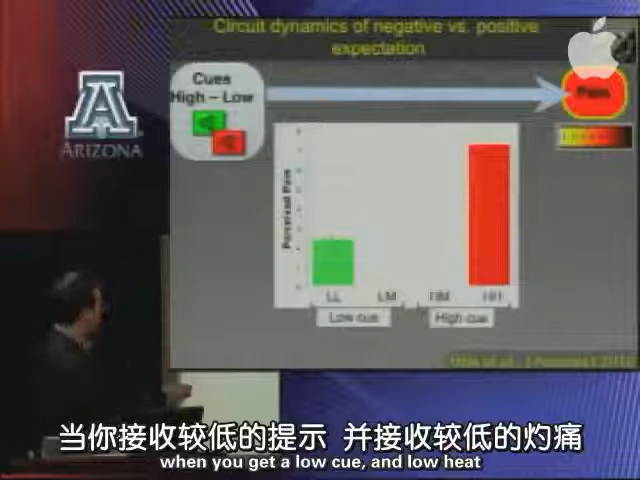 Circuit dynamics of negative vs. positive
expectation
Cues
High – Low
Pain
ARIZONA
Perceived Pain
LL
LM
HM
HH
Low cue
High cue
当你接收较低的提示 并接收较低的灼痛
when you get a low cue, and low heat